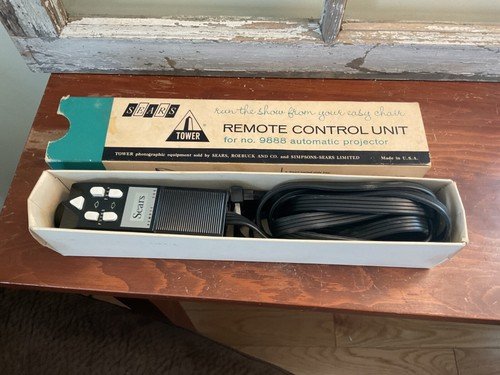 SEARS
run the show from your easy chair
TOWER
REMOTE CONTROL UNIT
for no. 9888 automatic projector
TOWER photographic equipment sold by SEARS, ROEBUCK AND CO. and SIMPSONS-SEARS LIMITED
Made in U.S.A.
Sears